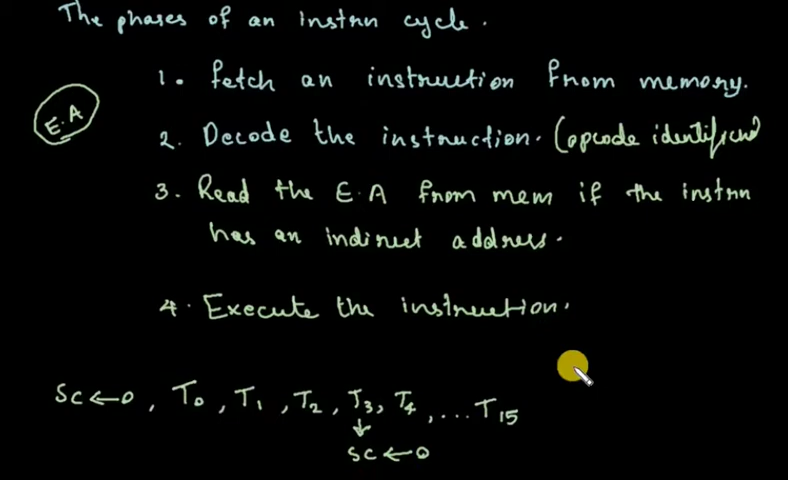 The phases of an instrn cycle.
1. fetch an instruction from memory.
E.A
2. Decode the instruction. (opcode
3. Read the E.A from mem if the instrn
has an indirect address.
4. Execute the instruction.
SC←0, T0, T1, T2, T3, T4, ... T15
↓
SC←0